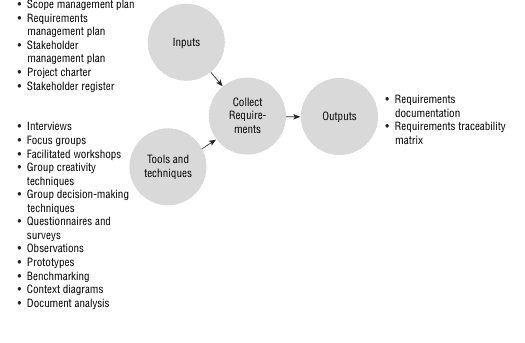 • Scope management plan
• Requirements
management plan
• Stakeholder
management plan
• Project charter
• Stakeholder register
Inputs
Collect
Require-
ments
Outputs
• Requirements
documentation
• Requirements traceability
matrix
Tools and
techniques
• Interviews
• Focus groups
• Facilitated workshops
• Group creativity
techniques
• Group decision-making
techniques
• Questionnaires and
surveys
• Observations
• Prototypes
• Benchmarking
• Context diagrams
• Document analysis